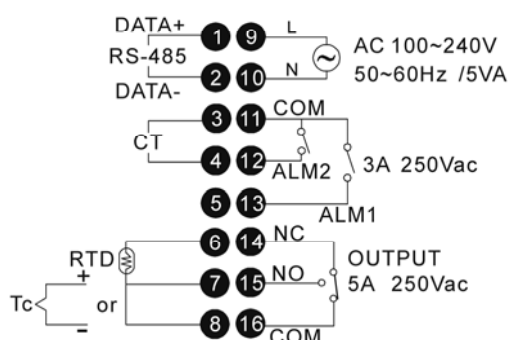 DATA+
RS-485
DATA-
1 9 L
2 10 N
AC 100~240V
50~60Hz /5VA
CT
3 11 COM
4 12 ALM2
3A 250Vac
5 13 ALM1
RTD
6 14 NC
7 15 NO
8 16 COM
OUTPUT
5A 250Vac
+
Tc or
-